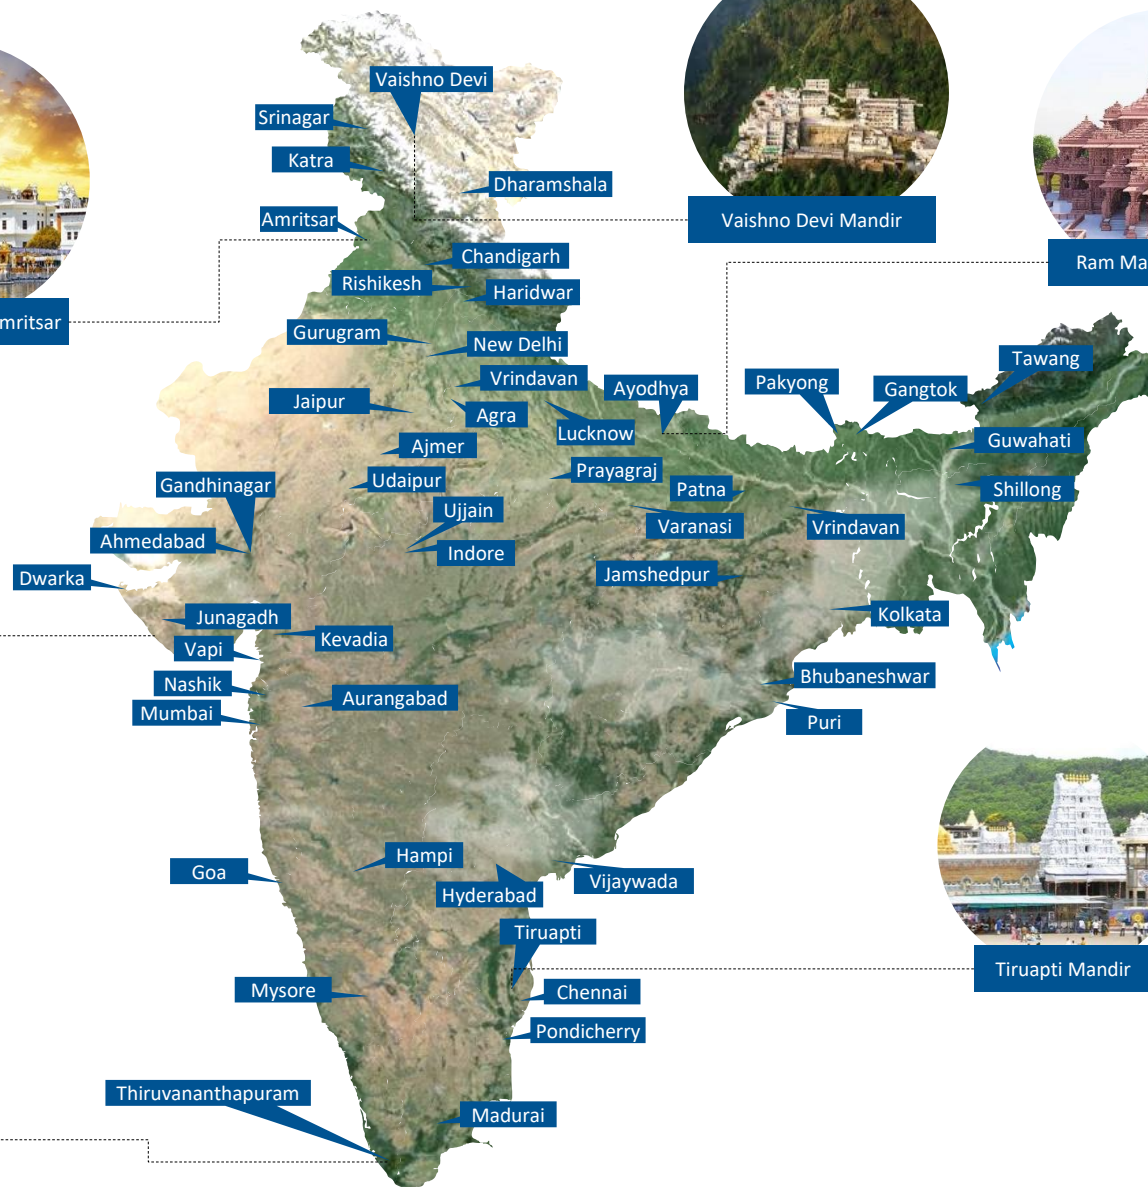 Vaishno Devi
Srinagar
Katra
Dharamshala
Amritsar
Vaishno Devi Mandir
Chandigarh
Ram Ma
Rishikesh
Haridwar
mritsar
Gurugram
New Delhi
Tawang
Vrindavan
Ayodhya
Pakyong
Gangtok
Jaipur
Agra
Lucknow
Guwahati
Ajmer
Prayagraj
Udaipur
Gandhinagar
Patna
Shillong
Ujjain
Varanasi
Vrindavan
Ahmedabad
Indore
Dwarka
Jamshedpur
Junagadh
Kolkata
Kevadia
Vapi
Nashik
Bhubaneshwar
Aurangabad
Mumbai
Puri
Hampi
Goa
Hyderabad
Vijaywada
Tiruapti
Tiruapti Mandir
Mysore
Chennai
Pondicherry
Thiruvananthapuram
Madurai